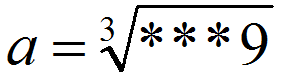 a = ∛***9